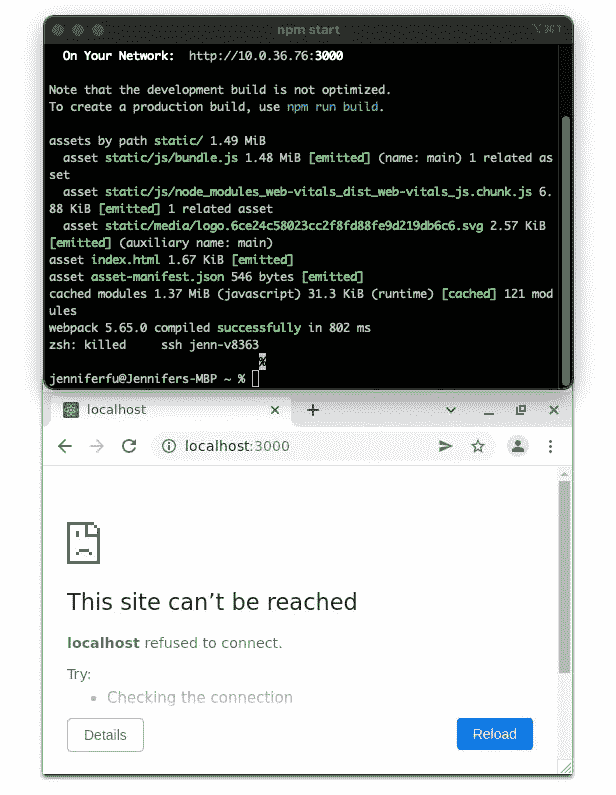 npm start
⌥⌘1
On Your Network:  http://10.0.36.76:3000
Note that the development build is not optimized.
To create a production build, use npm run build.
assets by path static/ 1.49 MiB
asset static/js/bundle.js 1.48 MiB [emitted] (name: main) 1 related as
set
asset static/js/node_modules_web-vitals_dist_web-vitals_js.chunk.js 6.
88 KiB [emitted] 1 related asset
asset static/media/logo.6ce24c58023cc2f8fd88fe9d219db6c6.svg 2.57 KiB
[emitted] (auxiliary name: main)
asset index.html 1.67 KiB [emitted]
asset asset-manifest.json 546 bytes [emitted]
cached modules 1.37 MiB (javascript) 31.3 KiB (runtime) [cached] 121 mod
ules
webpack 5.65.0 compiled successfully in 802 ms
zsh: killed     ssh jenn-v8363
%
jenniferfu@Jennifers-MBP ~ %
localhost
localhost:3000
This site can’t be reached
localhost refused to connect.
Try:
• Checking the connection
Details
Reload